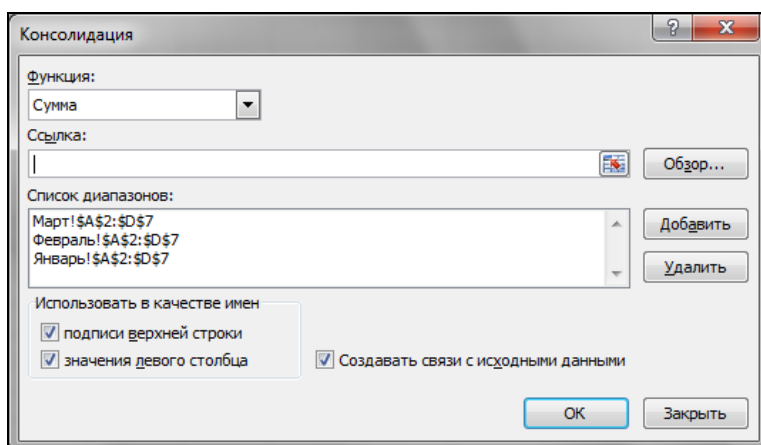 Консолидация
Функция:
Сумма
Ссылка:
Обзор...
Список диапазонов:
Март!$A$2:$D$7
Февраль!$A$2:$D$7
Январь!$A$2:$D$7
Добавить
Удалить
Использовать в качестве имен
подписи верхней строки
значения левого столбца
Создавать связи с исходными данными
ОК
Закрыть